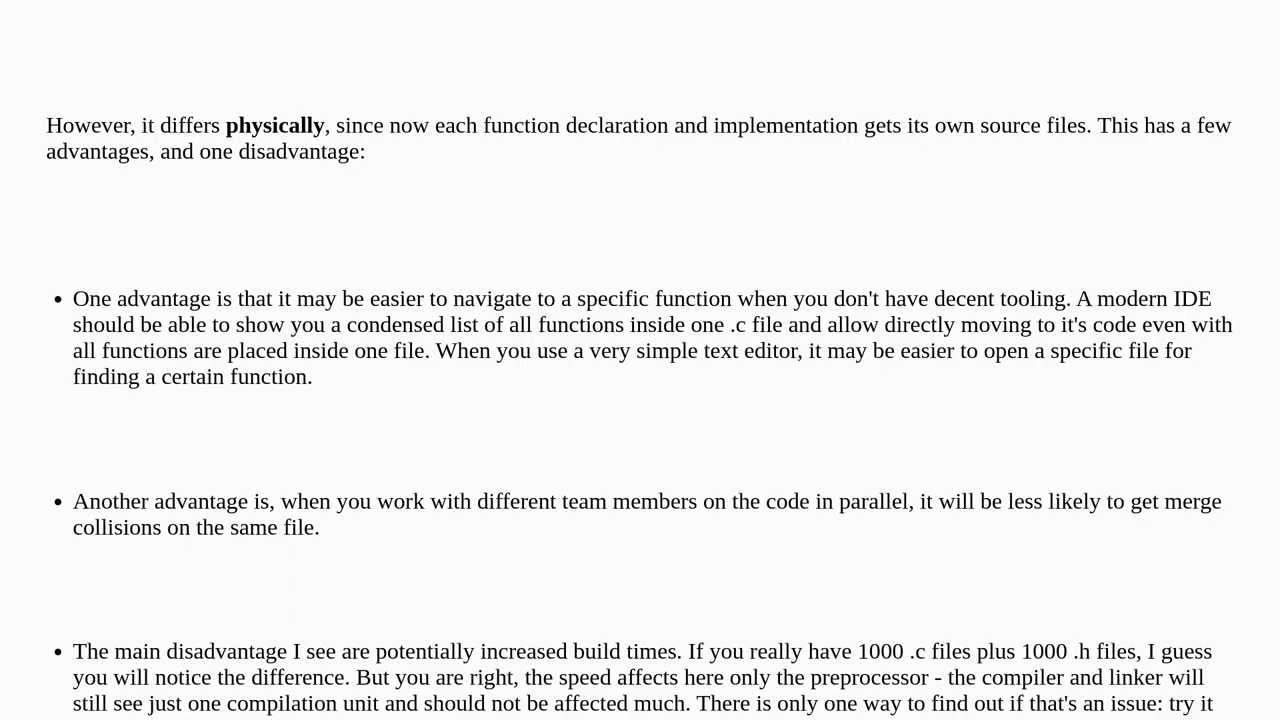 However, it differs physically, since now each function declaration and implementation gets its own source files. This has a few
advantages, and one disadvantage:
• One advantage is that it may be easier to navigate to a specific function when you don't have decent tooling. A modern IDE
should be able to show you a condensed list of all functions inside one .c file and allow directly moving to it's code even with
all functions are placed inside one file. When you use a very simple text editor, it may be easier to open a specific file for
finding a certain function.
• Another advantage is, when you work with different team members on the code in parallel, it will be less likely to get merge
collisions on the same file.
• The main disadvantage I see are potentially increased build times. If you really have 1000 .c files plus 1000 .h files, I guess
you will notice the difference. But you are right, the speed affects here only the preprocessor - the compiler and linker will
still see just one compilation unit and should not be affected much. There is only one way to find out if that's an issue: try it